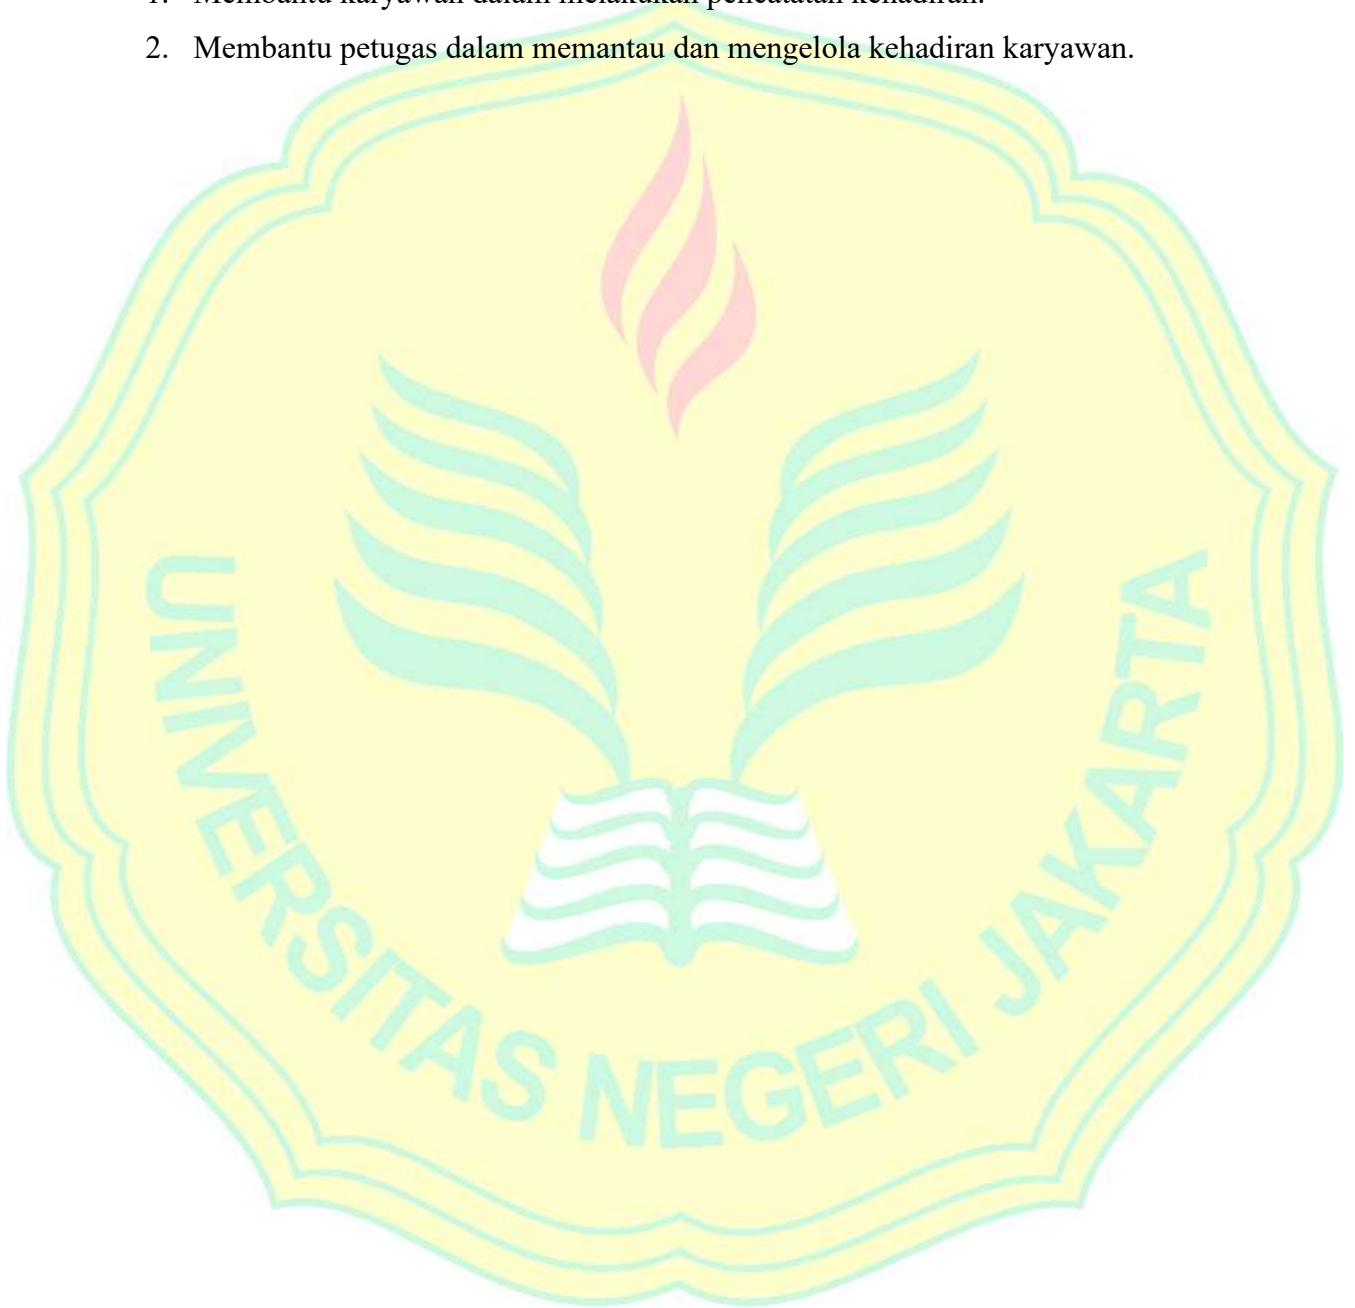 1. Membantu karyawan dalam melakukan pencatatan kehadiran.
2. Membantu petugas dalam memantau dan mengelola kehadiran karyawan.
UNIVERSITAS NEGERI JAKARTA